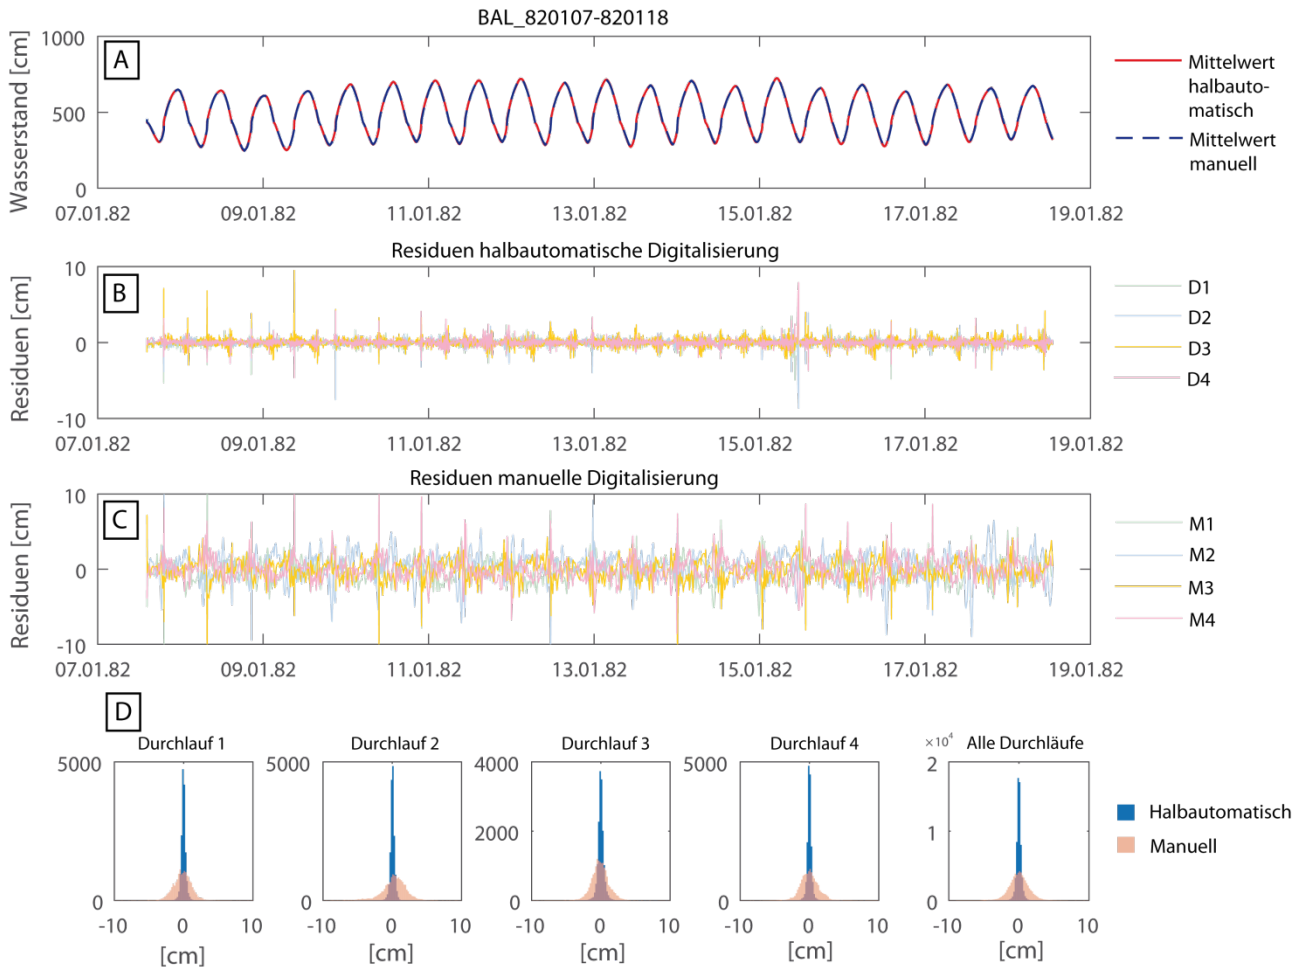 BAL_820107-820118
A
Wasserstand [cm]
1000
500
0
07.01.82 09.01.82 11.01.82 13.01.82 15.01.82 17.01.82 19.01.82
Mittelwert
halbauto-
matisch
Mittelwert
manuell
Residuen halbautomatische Digitalisierung
B
Residuen [cm]
10
0
-10
07.01.82 09.01.82 11.01.82 13.01.82 15.01.82 17.01.82 19.01.82
D1
D2
D3
D4
Residuen manuelle Digitalisierung
C
Residuen [cm]
10
0
-10
07.01.82 09.01.82 11.01.82 13.01.82 15.01.82 17.01.82 19.01.82
M1
M2
M3
M4
D
Durchlauf 1
5000
0
-10 0 10
[cm]
Durchlauf 2
5000
0
-10 0 10
[cm]
Durchlauf 3
4000
2000
0
-10 0 10
[cm]
Durchlauf 4
5000
0
-10 0 10
[cm]
×10⁴ Alle Durchläufe
2
1
0
-10 0 10
[cm]
Halbautomatisch
Manuell